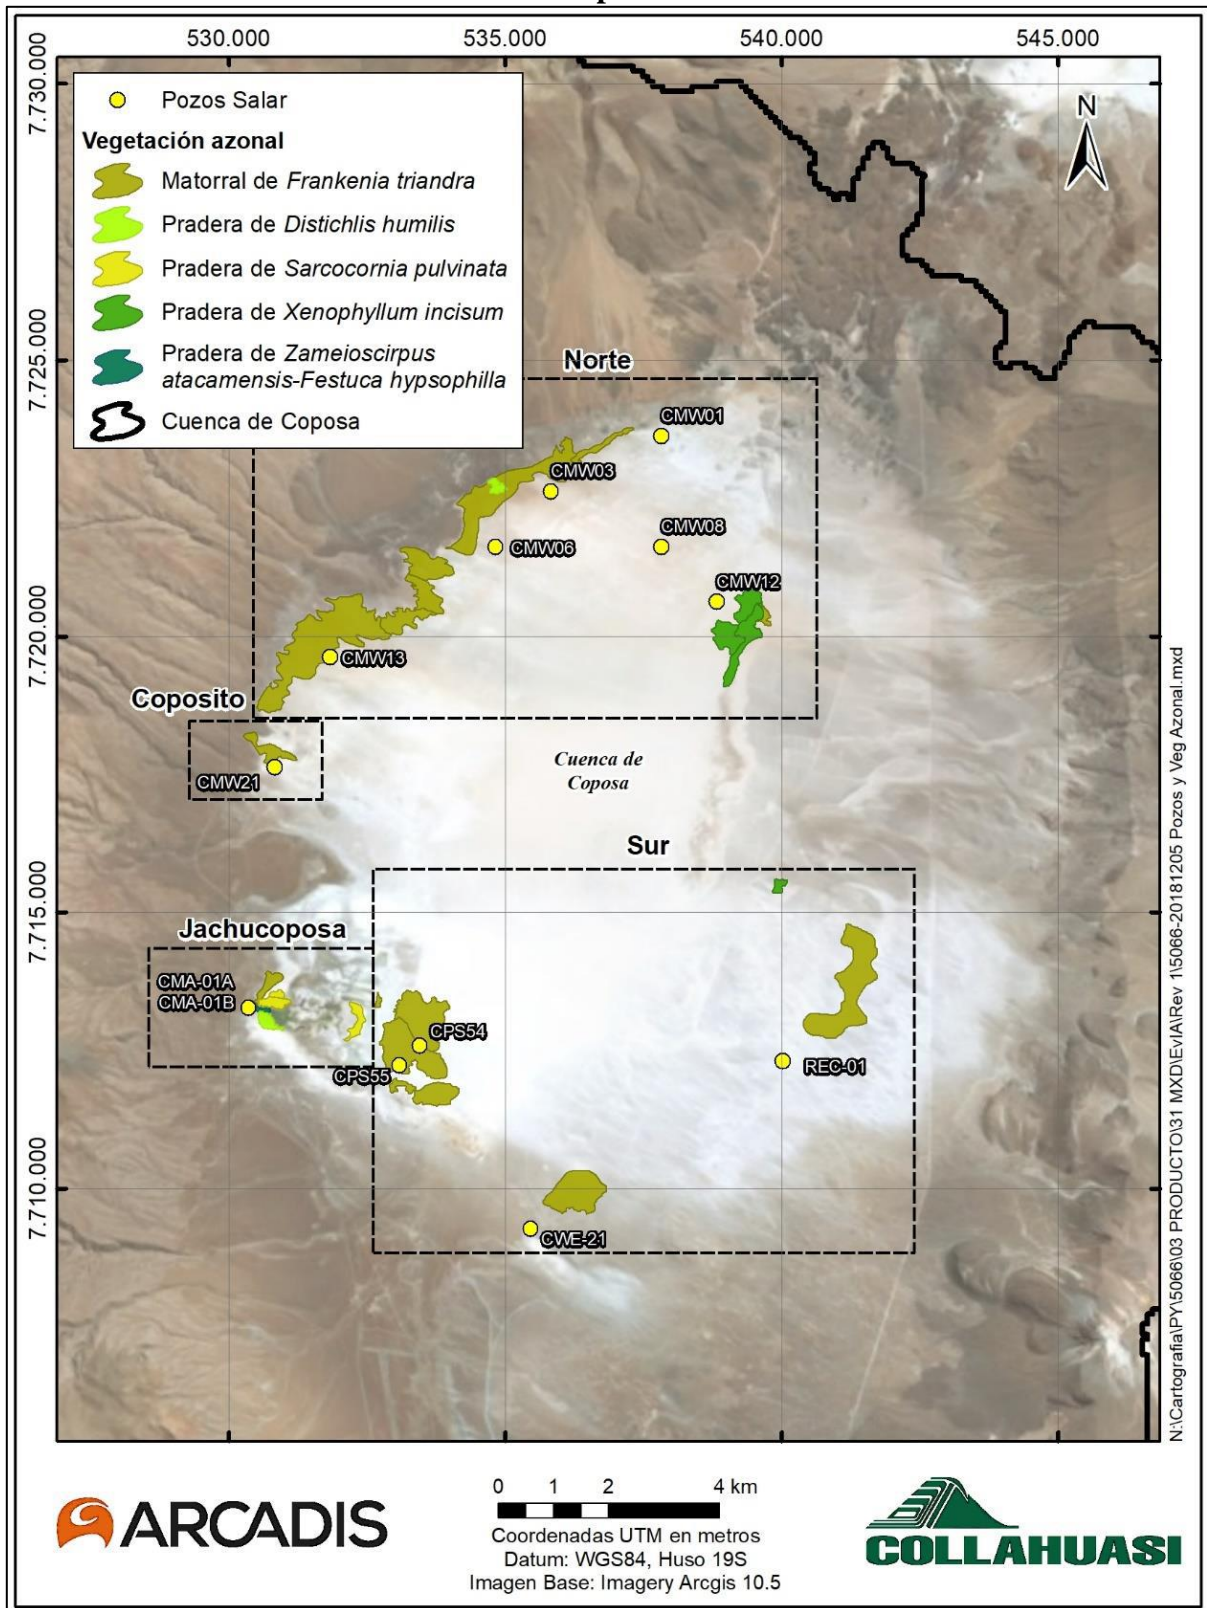 530.000
535.000
540.000
545.000
7.730.000
7.725.000
7.720.000
7.715.000
7.710.000
N
Pozos Salar
Vegetación azonal
Matorral de Frankenia triandra
Pradera de Distichlis humilis
Pradera de Sarcocornia pulvinata
Pradera de Xenophyllum incisum
Pradera de Zameioscirpus
atacamensis-Festuca hypsophilla
Cuenca de Coposa
Norte
CMW01
CMW03
CMW06
CMW08
CMW12
CMW13
Coposito
CMW21
Cuenca de
Coposa
Sur
Jachucoposa
CMA-01A
CMA-01B
CPS54
CPS55
REC-01
CWE-21
N:\Cartografia\PY\5066\03 PRODUCTO\31 MXD\EvIA\Rev 1\5066-20181205 Pozos y Veg Azonal.mxd
ARCADIS
0 1 2 4 km
Coordenadas UTM en metros
Datum: WGS84, Huso 19S
Imagen Base: Imagery Arcgis 10.5
COLLAHUASI